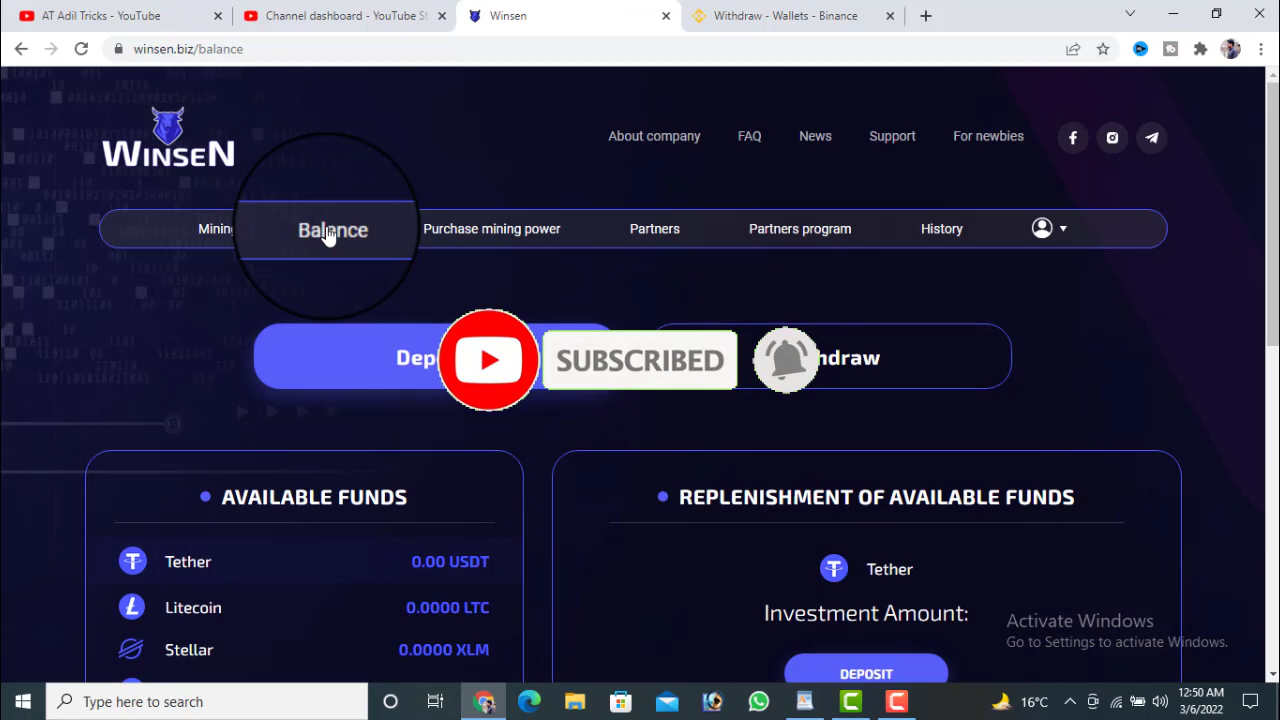 AT Adil Tricks - YouTube
Channel dashboard - YouTube St
Winsen
Withdraw - Wallets - Binance
winsen.biz/balance
WINSEN
About company FAQ News Support For newbies
Balance Purchase mining power Partners Partners program History
SUBSCRIBED
AVAILABLE FUNDS
Tether 0.00 USDT
Litecoin 0.0000 LTC
Stellar 0.0000 XLM
REPLENISHMENT OF AVAILABLE FUNDS
Tether
Investment Amount:
DEPOSIT
Activate Windows
Go to Settings to activate Windows.
Type here to search
16°C
12:50 AM
3/6/2022